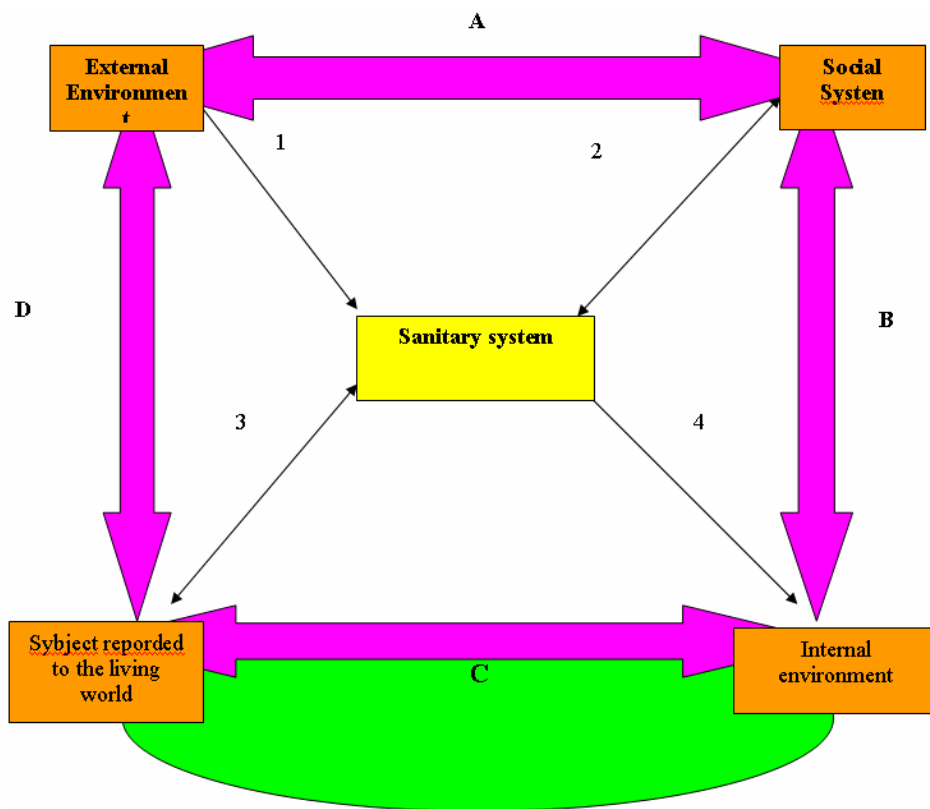 A
External
Environmen
t
Social
Systen
1
2
D
B
Sanitary system
3
4
Sybject reporded
to the living
world
C
Internal
environment